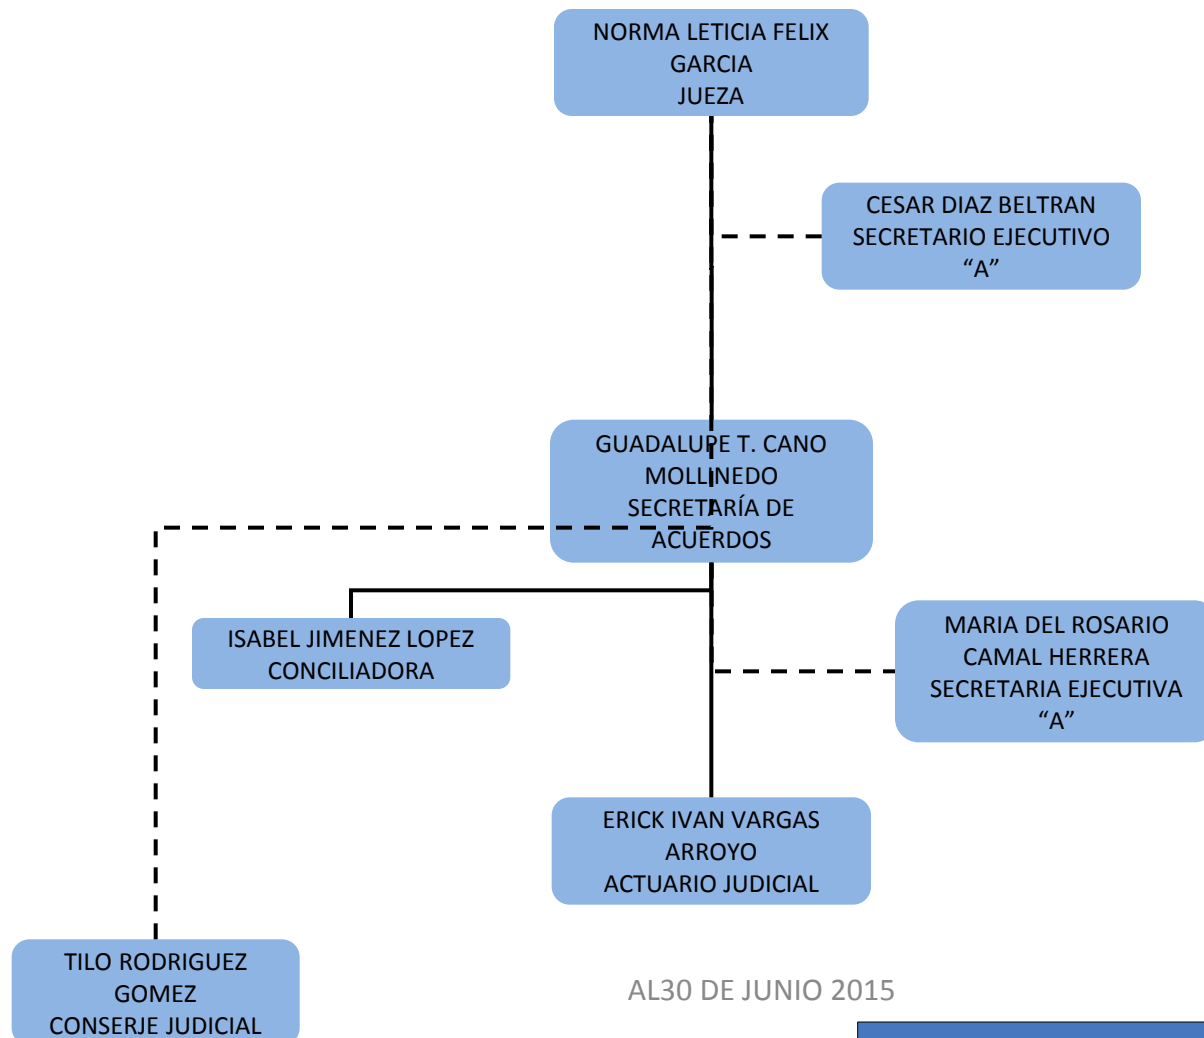 NORMA LETICIA FELIX
GARCIA
JUEZA
CESAR DIAZ BELTRAN
SECRETARIO EJECUTIVO
“A”
GUADALUPE T. CANO
MOLLINEDO
SECRETARÍA DE
ACUERDOS
ISABEL JIMENEZ LOPEZ
CONCILIADORA
MARIA DEL ROSARIO
CAMAL HERRERA
SECRETARIA EJECUTIVA
“A”
ERICK IVAN VARGAS
ARROYO
ACTUARIO JUDICIAL
TILO RODRIGUEZ
GOMEZ
CONSERJE JUDICIAL
AL30 DE JUNIO 2015